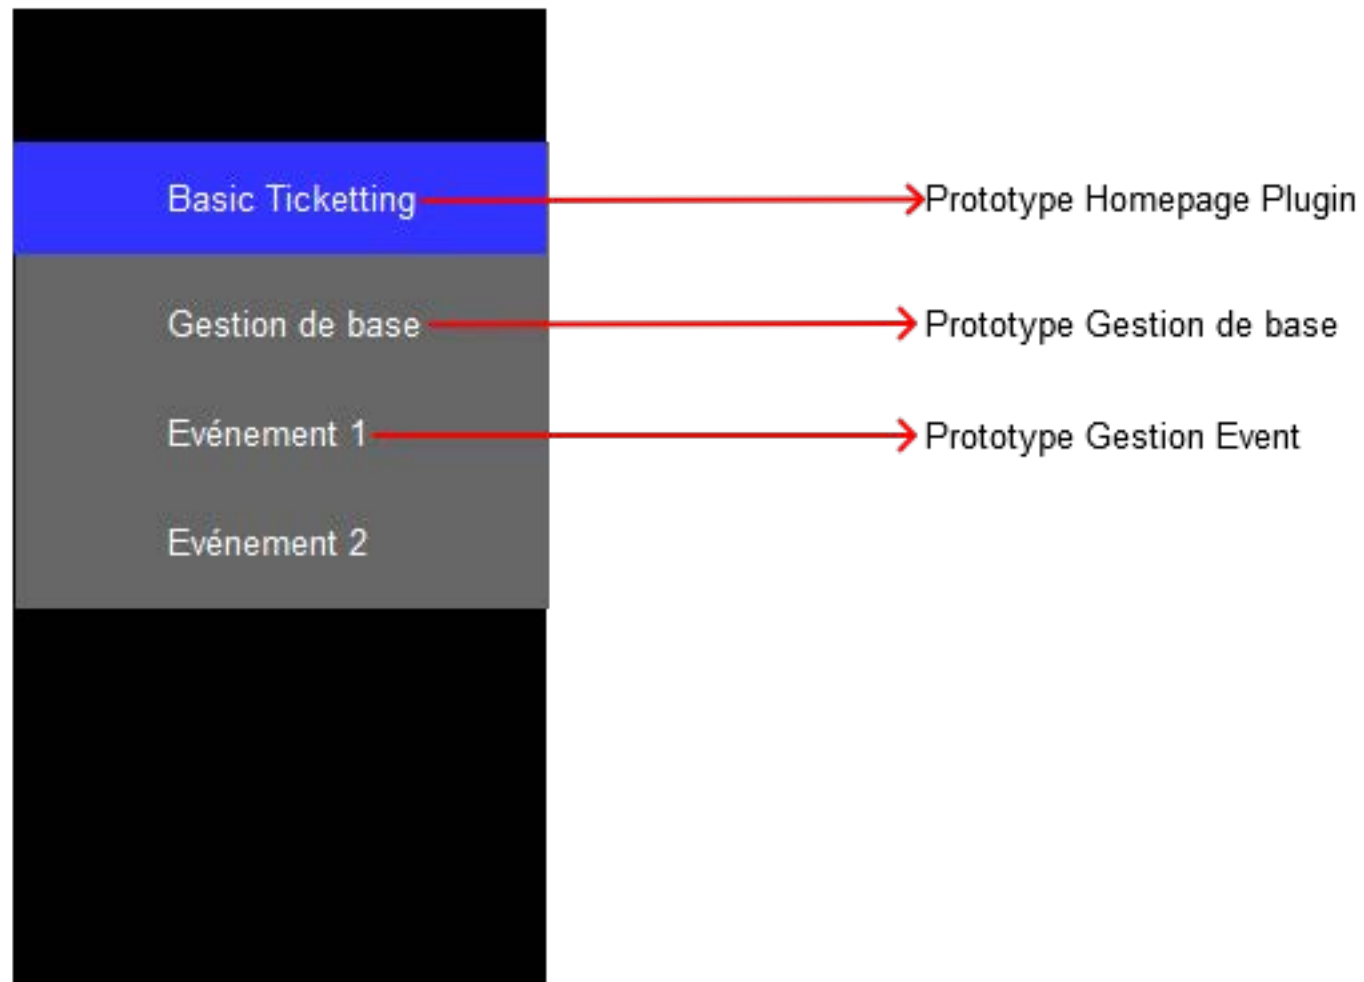 Basic Ticketting Prototype Homepage Plugin
Gestion de base Prototype Gestion de base
Evénement 1 Prototype Gestion Event
Evénement 2